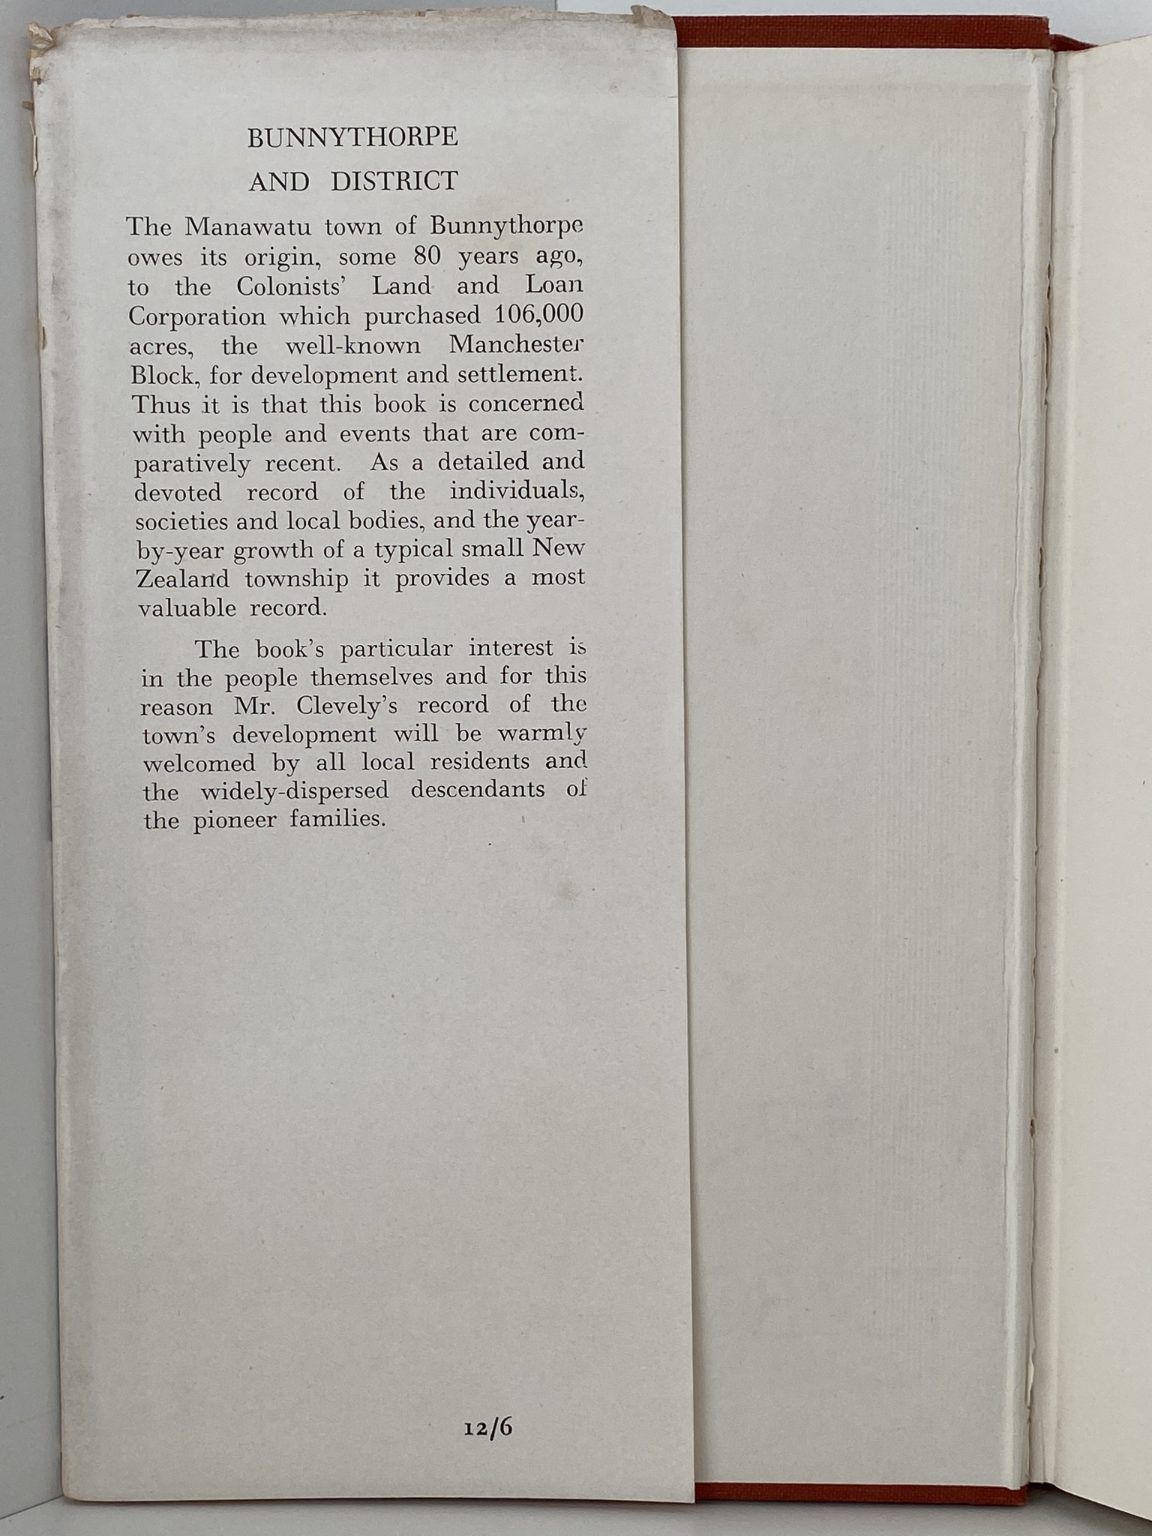 BUNNYTHORPE
AND DISTRICT
The Manawatu town of Bunnythorpe
owes its origin, some 80 years ago,
to the Colonists' Land and Loan
Corporation which purchased 106,000
acres, the well-known Manchester
Block, for development and settlement.
Thus it is that this book is concerned
with people and events that are com-
paratively recent. As a detailed and
devoted record of the individuals,
societies and local bodies, and the year-
by-year growth of a typical small New
Zealand township it provides a most
valuable record.
The book's particular interest is
in the people themselves and for this
reason Mr. Clevely's record of the
town's development will be warmly
welcomed by all local residents and
the widely-dispersed descendants of
the pioneer families.
12/6